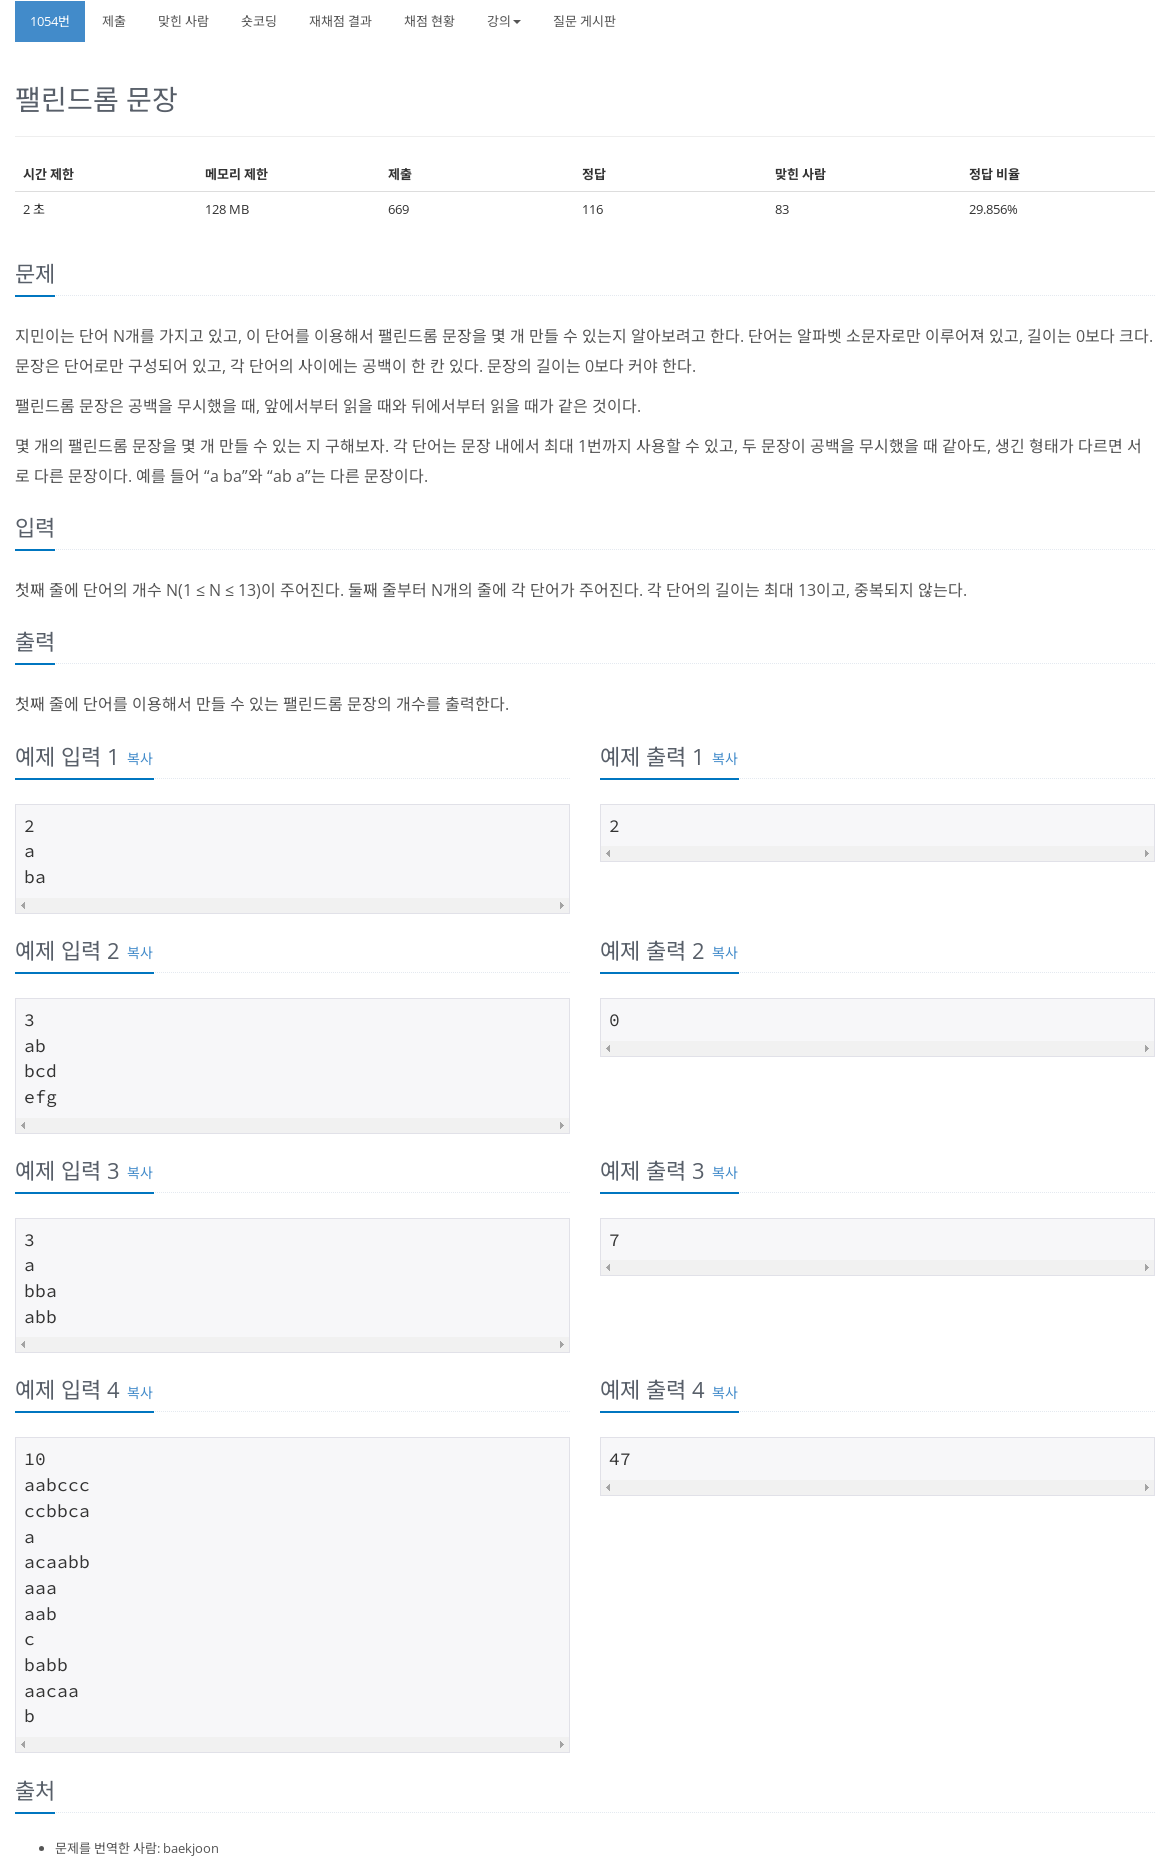 1054번 제출 맞힌 사람 숏코딩 재채점 결과 채점 현황 강의 질문 게시판
팰린드롬 문장
시간 제한 메모리 제한 제출 정답 맞힌 사람 정답 비율
2 초 128 MB 669 116 83 29.856%
문제
지민이는 단어 N개를 가지고 있고, 이 단어를 이용해서 팰린드롬 문장을 몇 개 만들 수 있는지 알아보려고 한다. 단어는 알파벳 소문자로만 이루어져 있고, 길이는 0보다 크다.
문장은 단어로만 구성되어 있고, 각 단어의 사이에는 공백이 한 칸 있다. 문장의 길이는 0보다 커야 한다.
팰린드롬 문장은 공백을 무시했을 때, 앞에서부터 읽을 때와 뒤에서부터 읽을 때가 같은 것이다.
몇 개의 팰린드롬 문장을 몇 개 만들 수 있는 지 구해보자. 각 단어는 문장 내에서 최대 1번까지 사용할 수 있고, 두 문장이 공백을 무시했을 때 같아도, 생긴 형태가 다르면 서
로 다른 문장이다. 예를 들어 “a ba”와 “ab a”는 다른 문장이다.
입력
첫째 줄에 단어의 개수 N(1 ≤ N ≤ 13)이 주어진다. 둘째 줄부터 N개의 줄에 각 단어가 주어진다. 각 단어의 길이는 최대 13이고, 중복되지 않는다.
출력
첫째 줄에 단어를 이용해서 만들 수 있는 팰린드롬 문장의 개수를 출력한다.
예제 입력 1 복사
2
a
ba
예제 출력 1 복사
2
예제 입력 2 복사
3
ab
bcd
efg
예제 출력 2 복사
0
예제 입력 3 복사
3
a
bba
abb
예제 출력 3 복사
7
예제 입력 4 복사
10
aabccc
ccbbca
a
acaabb
aaa
aab
c
babb
aacaa
b
예제 출력 4 복사
47
출처
문제를 번역한 사람: baekjoon